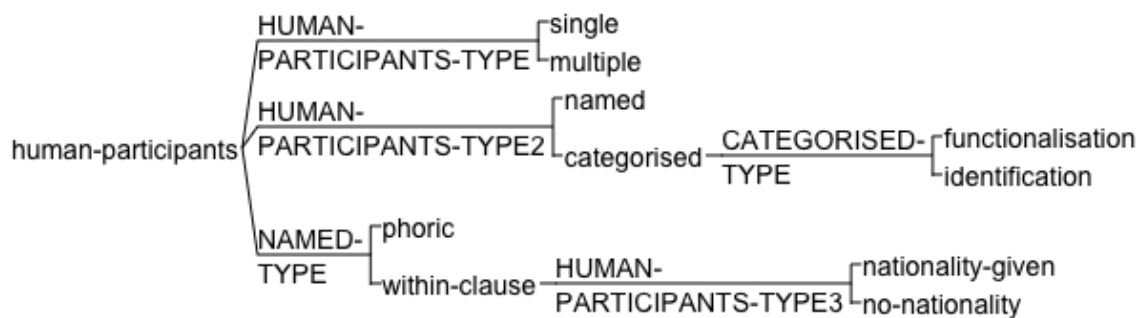 HUMAN-
PARTICIPANTS-TYPE
single
multiple
human-participants
HUMAN-
PARTICIPANTS-TYPE2
named
categorised
CATEGORISED-
TYPE
functionalisation
identification
NAMED-
TYPE
phoric
within-clause
HUMAN-
PARTICIPANTS-TYPE3
nationality-given
no-nationality